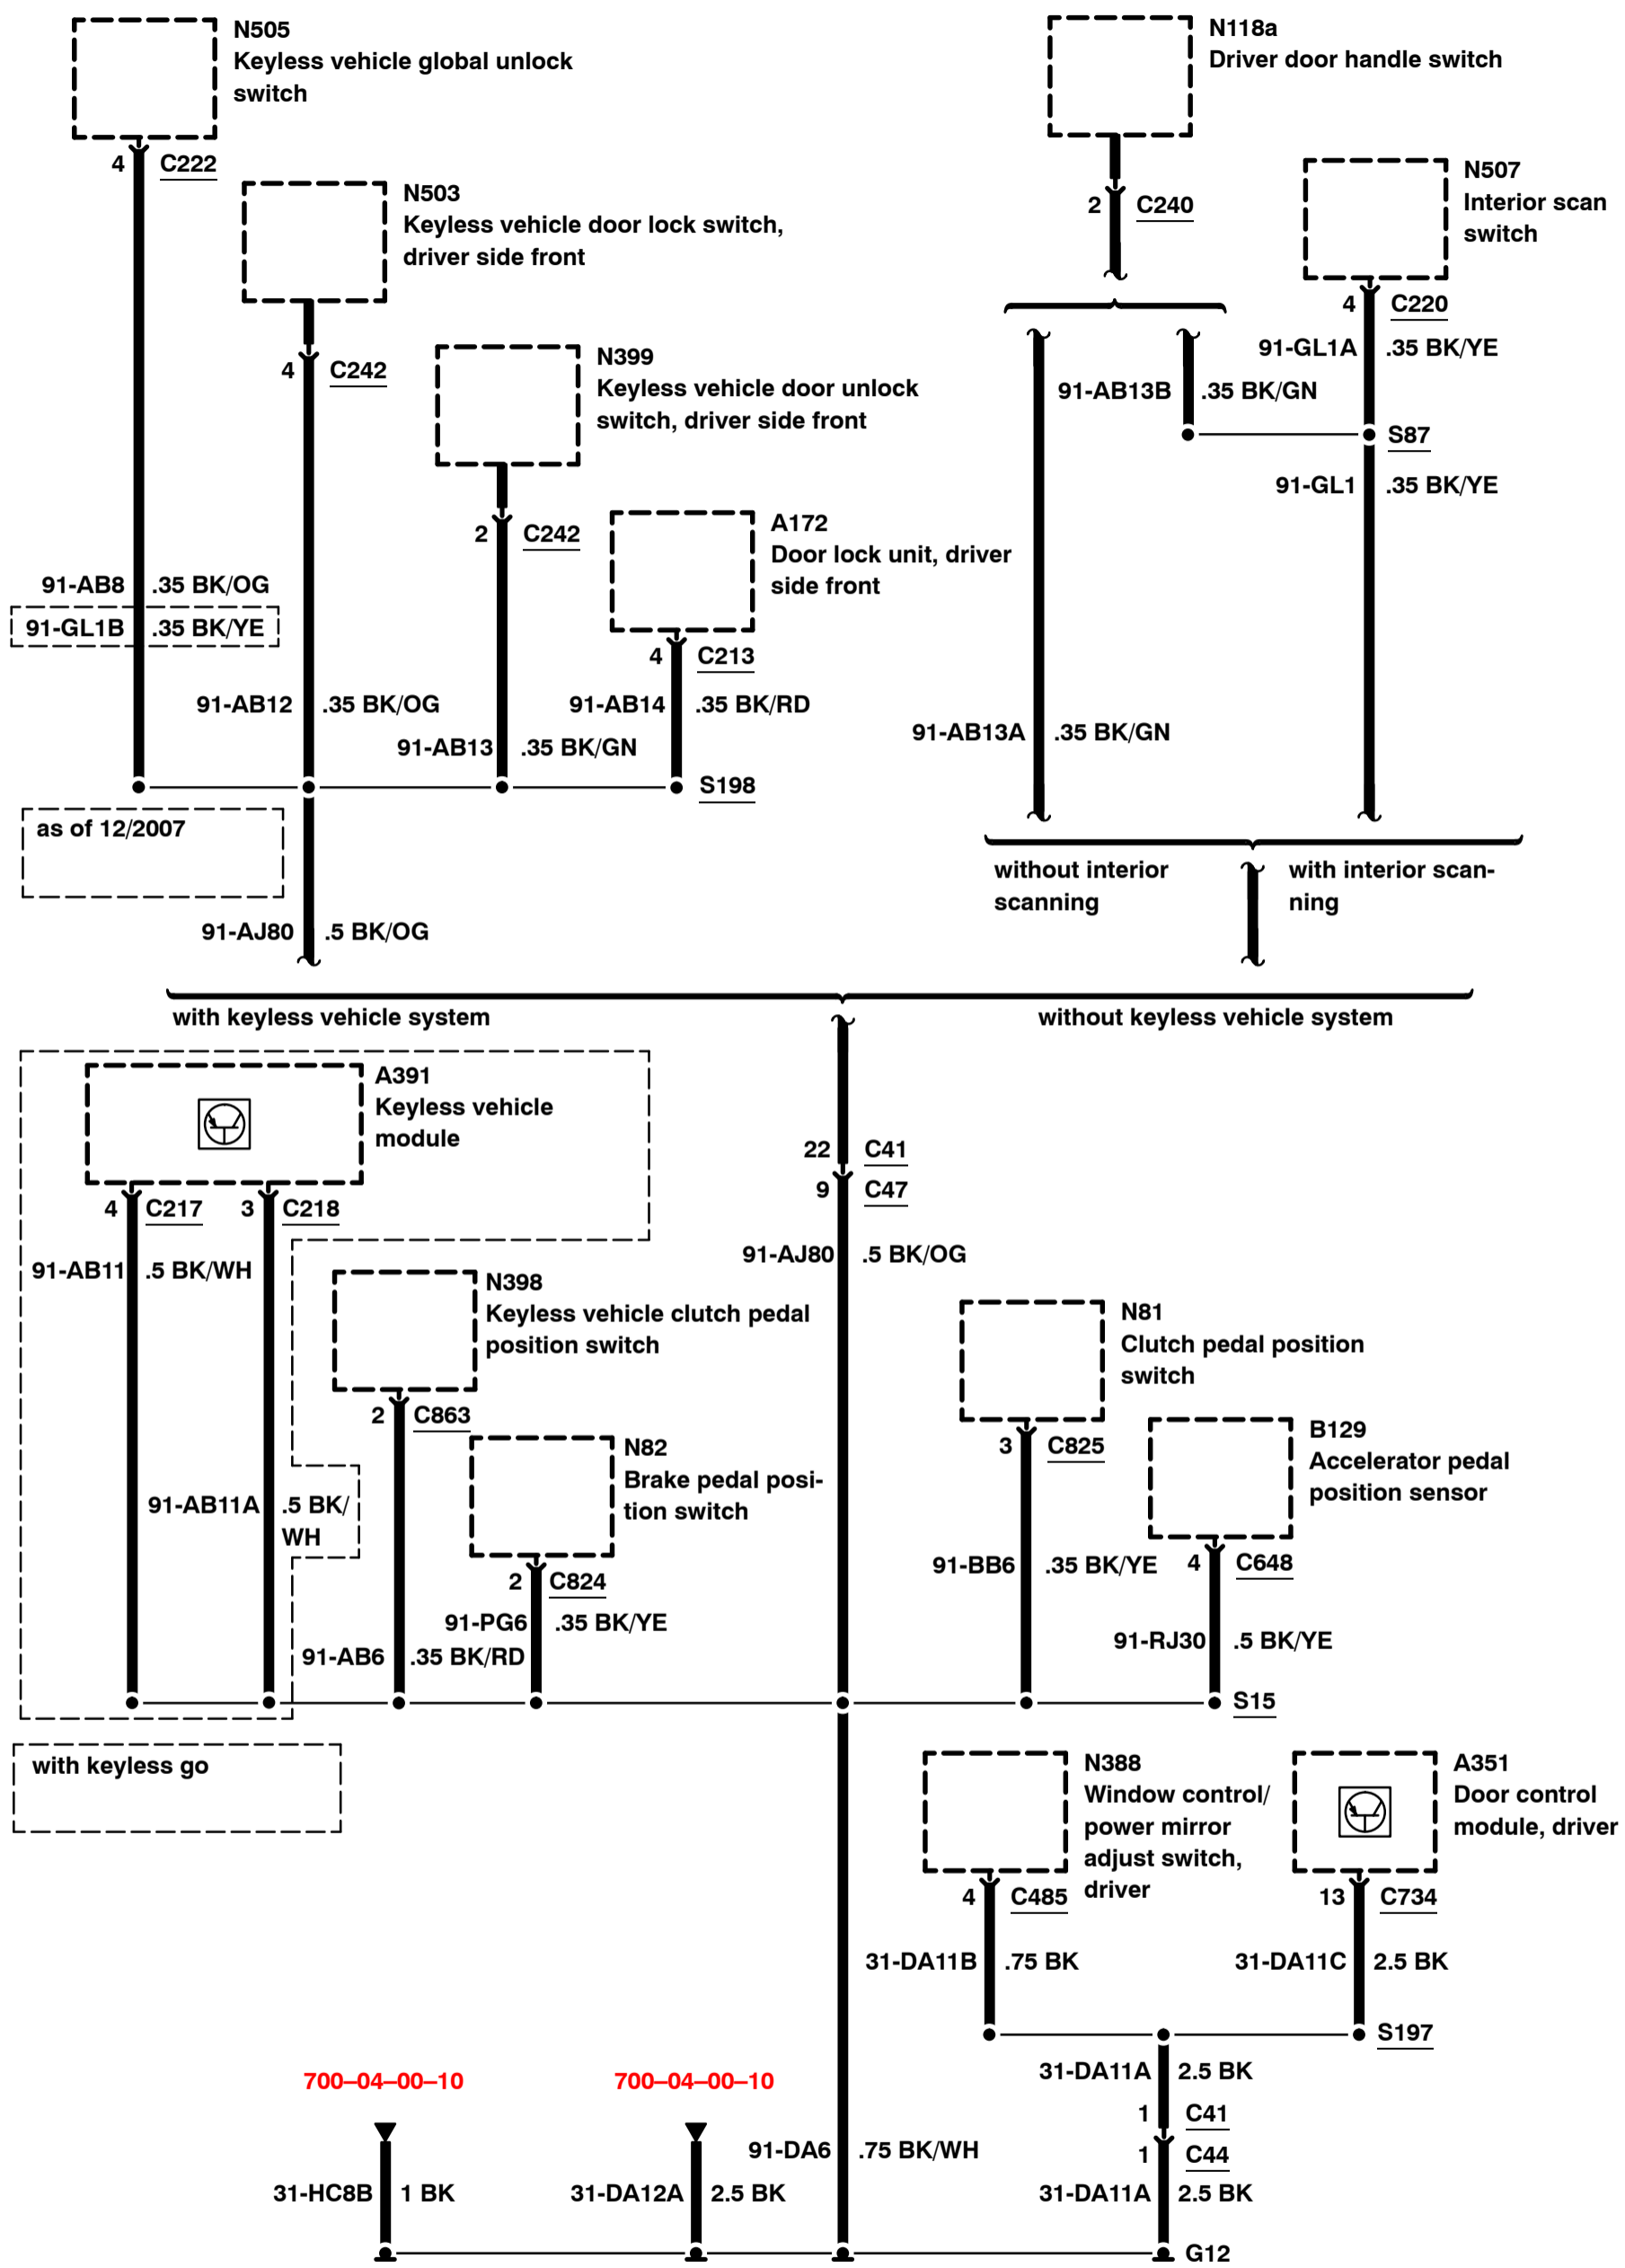 N505
Keyless vehicle global unlock
switch
4 C222
N118a
Driver door handle switch
2 C240
N503
Keyless vehicle door lock switch,
driver side front
4 C242
N507
Interior scan
switch
4 C220
91-GL1A .35 BK/YE
91-AB13B .35 BK/GN
S87
91-GL1 .35 BK/YE
N399
Keyless vehicle door unlock
switch, driver side front
2 C242
A172
Door lock unit, driver
side front
4 C213
91-AB8 .35 BK/OG
91-GL1B .35 BK/YE
91-AB12 .35 BK/OG
91-AB14 .35 BK/RD
91-AB13 .35 BK/GN
91-AB13A .35 BK/GN
S198
as of 12/2007
without interior
scanning
with interior scan-
ning
91-AJ80 .5 BK/OG
with keyless vehicle system
without keyless vehicle system
A391
Keyless vehicle
module
4 C217
3 C218
22 C41
9 C47
91-AJ80 .5 BK/OG
91-AB11 .5 BK/WH
N398
Keyless vehicle clutch pedal
position switch
2 C863
N81
Clutch pedal position
switch
3 C825
N82
Brake pedal posi-
tion switch
2 C824
B129
Accelerator pedal
position sensor
4 C648
91-AB11A .5 BK/
WH
91-BB6 .35 BK/YE
91-PG6 .35 BK/YE
91-AB6 .35 BK/RD
91-RJ30 .5 BK/YE
S15
with keyless go
N388
Window control/
power mirror
adjust switch,
driver
4 C485
A351
Door control
module, driver
13 C734
31-DA11B .75 BK
31-DA11C 2.5 BK
S197
31-DA11A 2.5 BK
1 C41
1 C44
31-DA11A 2.5 BK
700–04–00–10
700–04–00–10
91-DA6 .75 BK/WH
31-HC8B 1 BK
31-DA12A 2.5 BK
G12